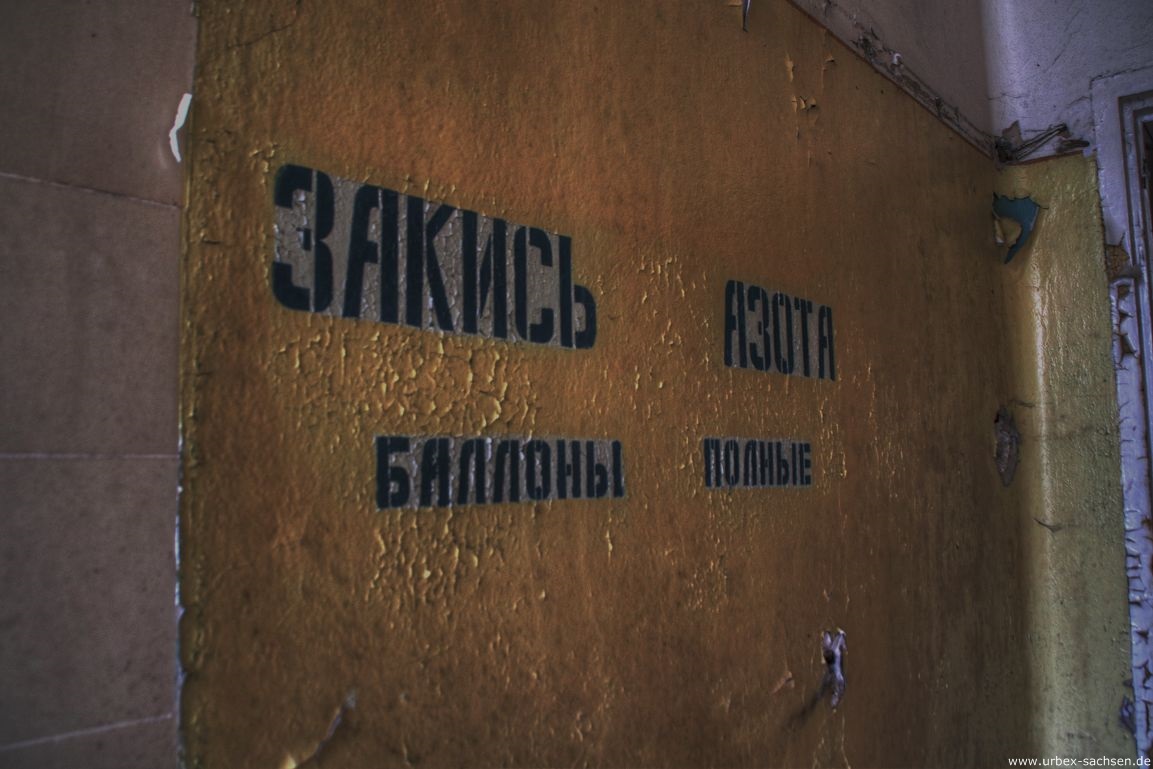 ЗАКИСЬ АЗОТА
БАЛЛОНЫ ПОЛНЫЕ
www.urbex-sachsen.de